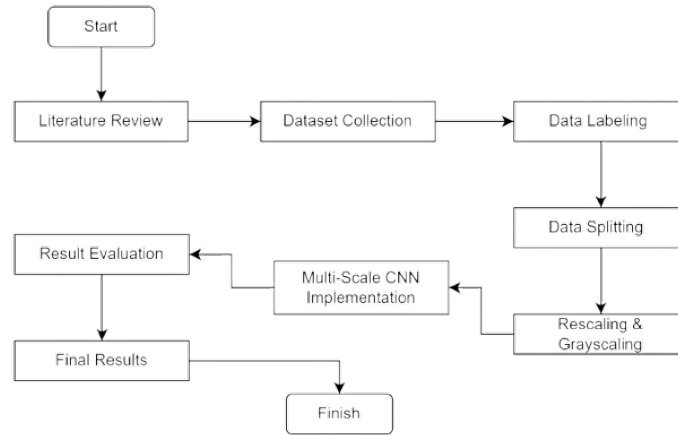 Start
Literature Review
Dataset Collection
Data Labeling
Data Splitting
Rescaling &
Grayscaling
Multi-Scale CNN
Implementation
Result Evaluation
Final Results
Finish